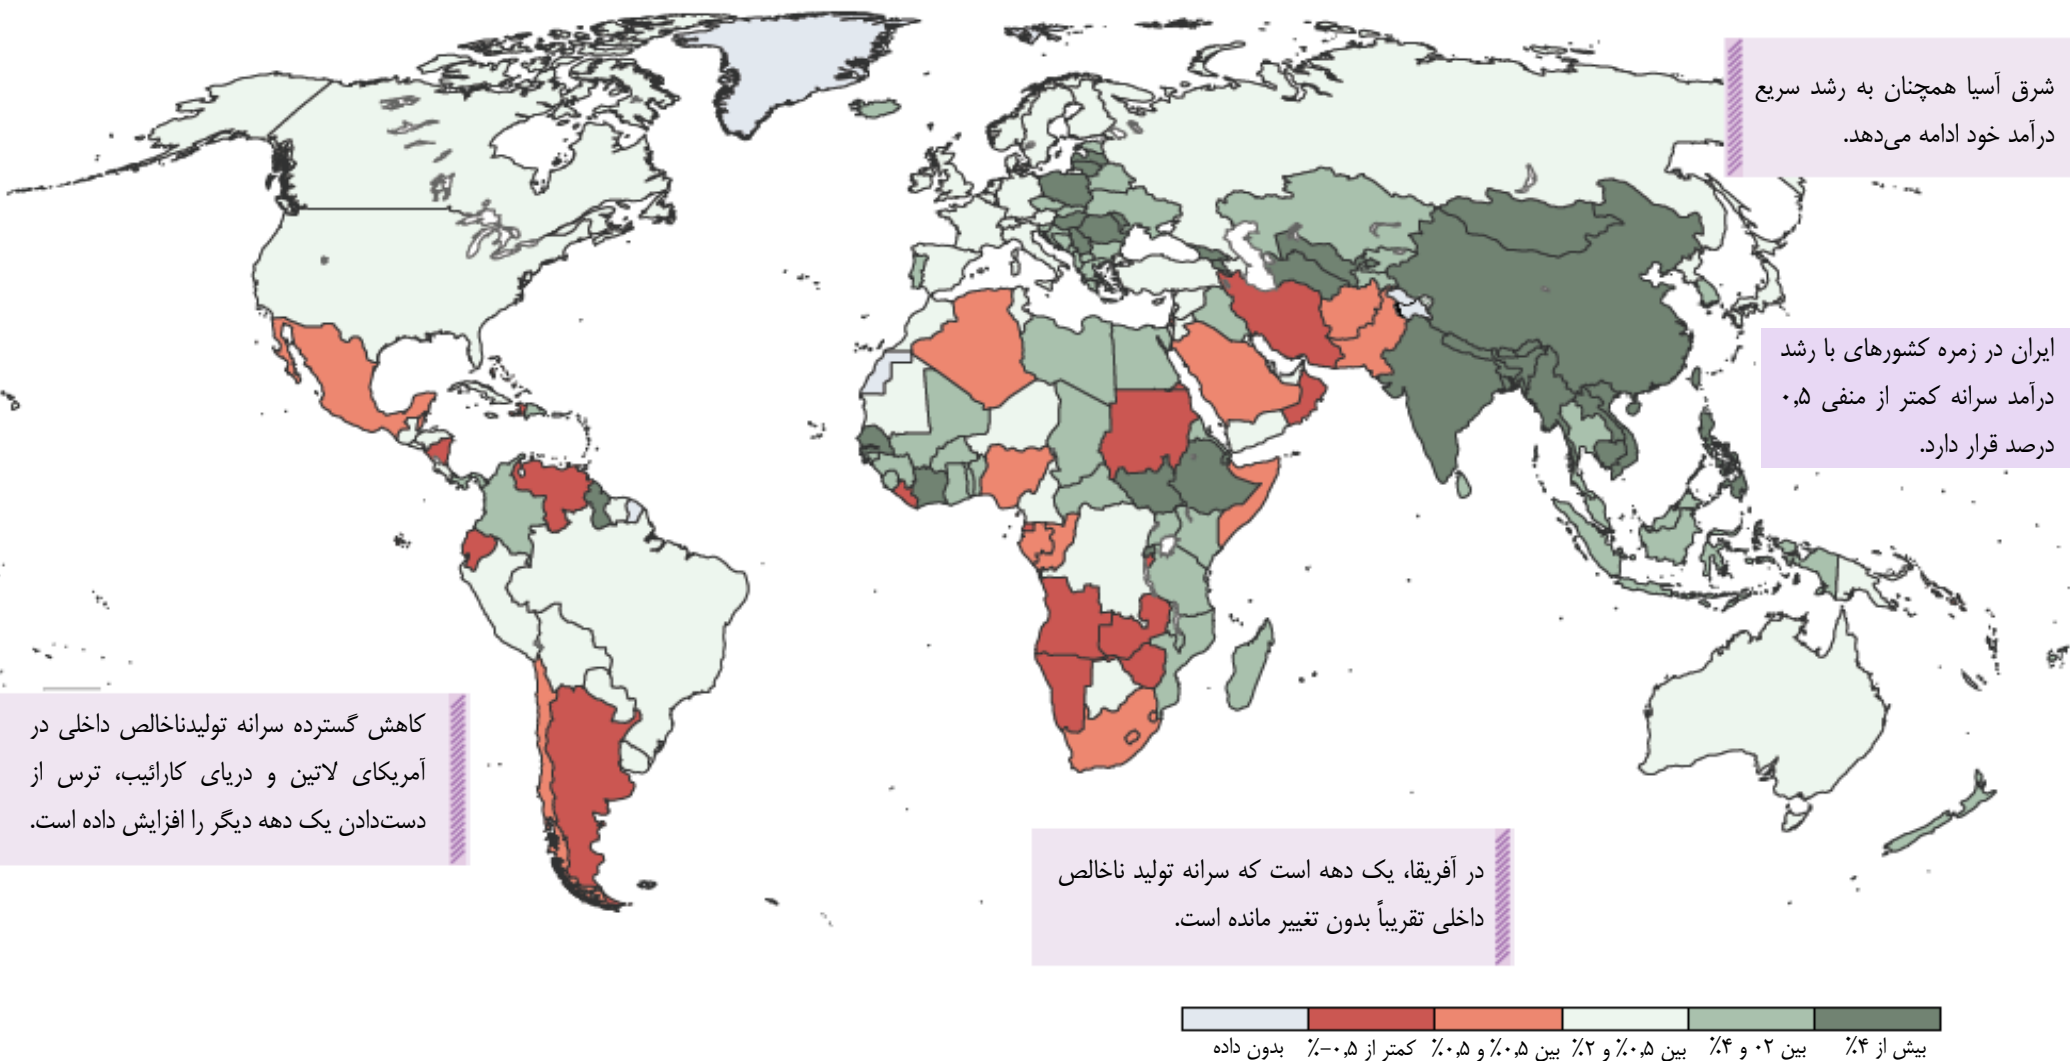 شرق آسیا همچنان به رشد سریع
درآمد خود ادامه می‌دهد.
ایران در زمره کشورهای با رشد
درآمد سرانه کمتر از منفی ۰٫۵
درصد قرار دارد.
کاهش گسترده سرانه تولیدناخالص داخلی در
آمریکای لاتین و دریای کارائیب، ترس از
دست‌دادن یک دهه دیگر را افزایش داده است.
در آفریقا، یک دهه است که سرانه تولید ناخالص
داخلی تقریباً بدون تغییر مانده است.
بیش از ۴٪
بین ۰۲ و ۴٪
بین ۰٫۵٪ و ۲٪
بین ۰٫۵٪ و ۰٫۵٪
کمتر از ۰٫۵-٪
بدون داده